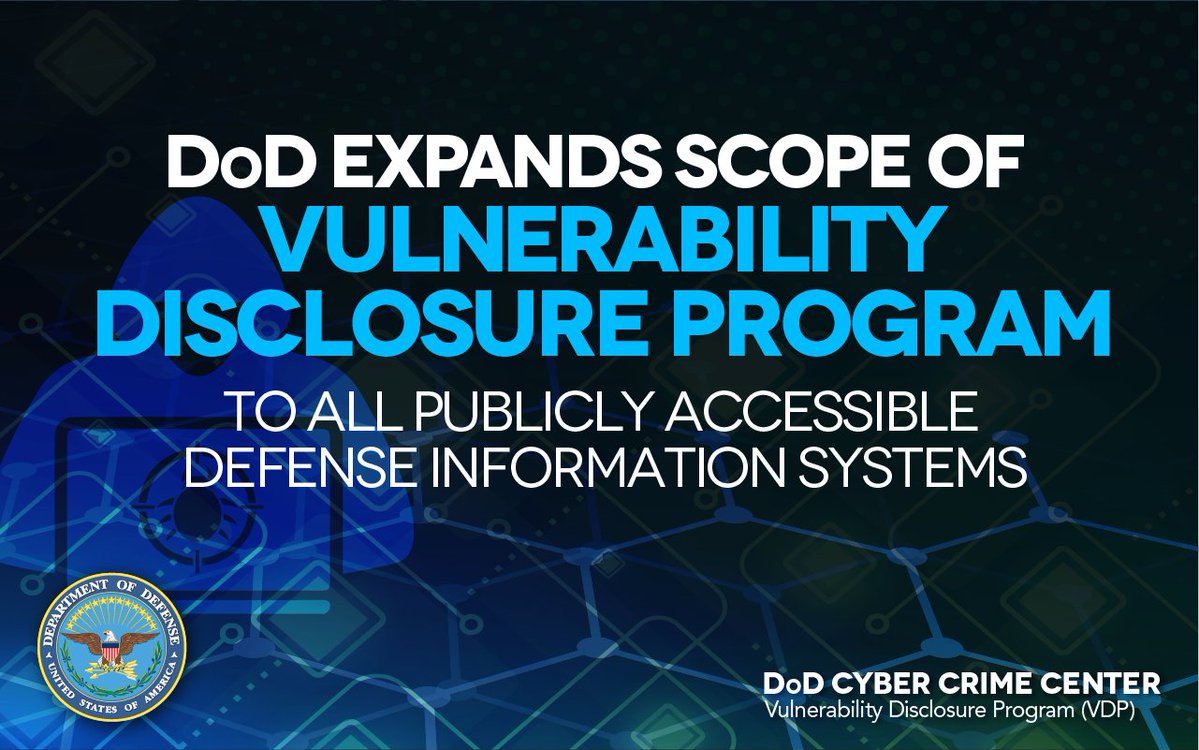 DoD EXPANDS SCOPE OF
VULNERABILITY
DISCLOSURE PROGRAM
TO ALL PUBLICLY ACCESSIBLE
DEFENSE INFORMATION SYSTEMS
DEPARTMENT OF DEFENSE
UNITED STATES OF AMERICA
DoD CYBER CRIME CENTER
Vulnerability Disclosure Program (VDP)